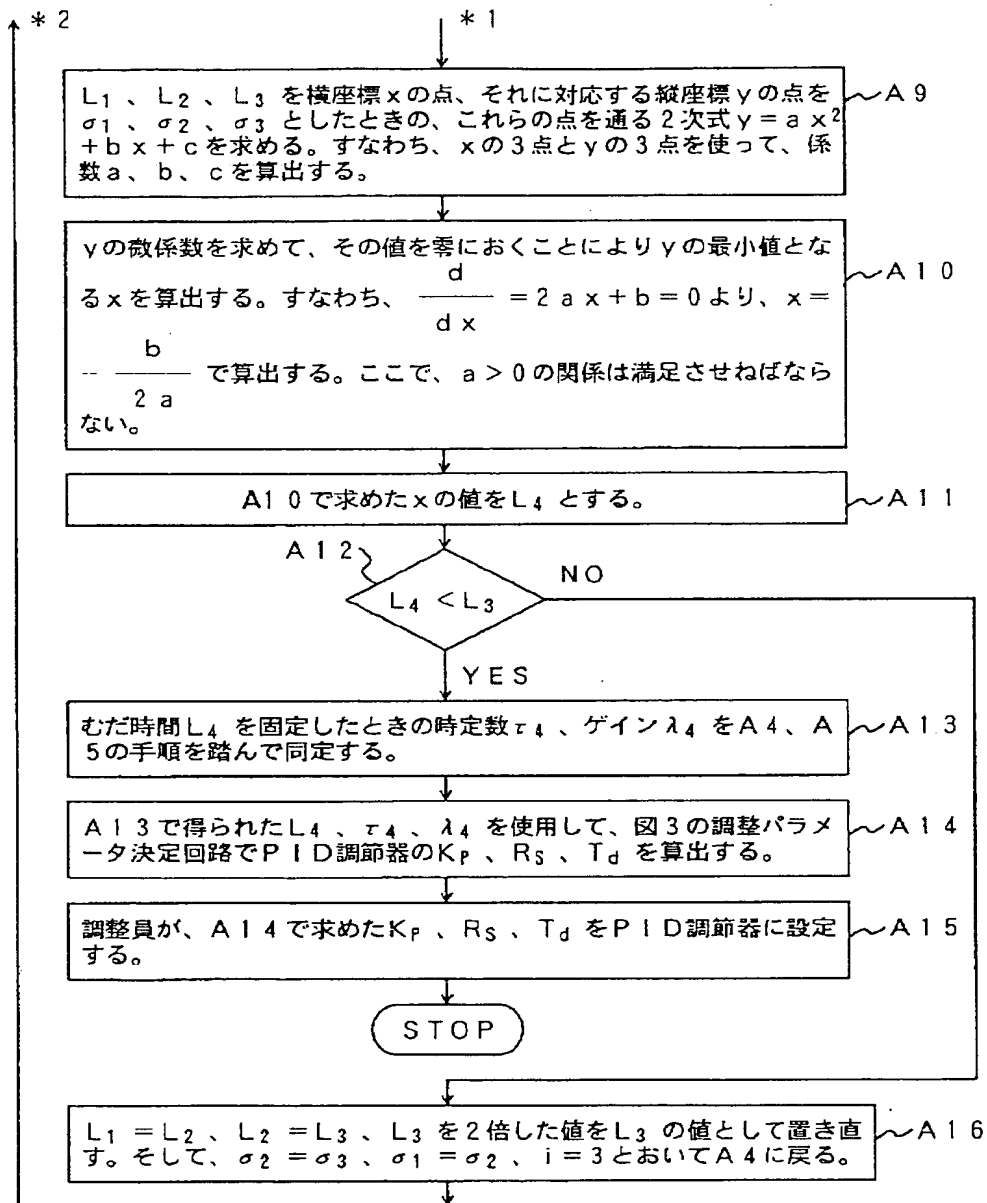 *2
*1
L₁、L₂、L₃を横座標xの点、それに対応する縦座標yの点を
σ₁、σ₂、σ₃としたときの、これらの点を通る2次式y=ax²
+bx+cを求める。すなわち、xの3点とyの3点を使って、係
数a、b、cを算出する。
A9
yの微係数を求めて、その値を零におくことによりyの最小値とな
るxを算出する。すなわち、 d/dx =2ax+b=0より、x=
- b/2a で算出する。ここで、a>0の関係は満足させねばなら
ない。
A10
A10で求めたxの値をL₄とする。
A11
A12
L₄<L₃
NO
YES
むだ時間L₄を固定したときの時定数τ₄、ゲインλ₄をA4、A
5の手順を踏んで同定する。
A13
A13で得られたL₄、τ₄、λ₄を使用して、図3の調整パラメ
ータ決定回路でPID調節器のKₚ、R_S、T_dを算出する。
A14
調整員が、A14で求めたKₚ、R_S、T_dをPID調節器に設定
する。
A15
STOP
L₁=L₂、L₂=L₃、L₃を2倍した値をL₃の値として置き直
す。そして、σ₂=σ₃、σ₁=σ₂、i=3とおいてA4に戻る。
A16